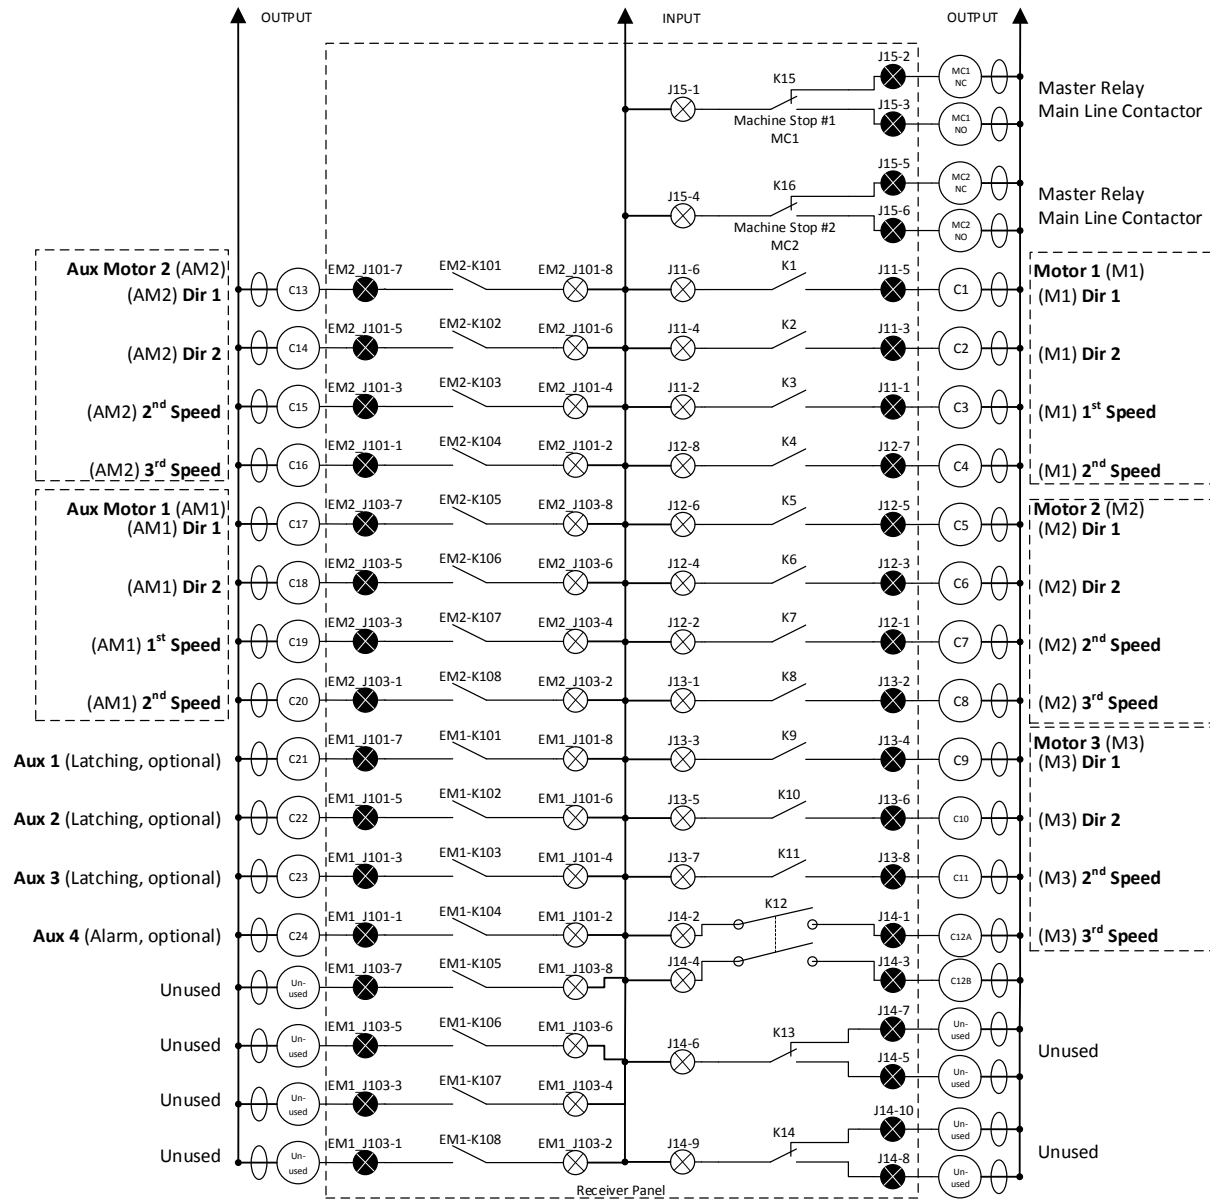 OUTPUT INPUT OUTPUT
J15-2
K15
J15-1
MC1 NC
Master Relay
J15-3
Main Line Contactor
Machine Stop #1
MC1
MC1 NO
J15-5
K16
J15-4
MC2 NC
Master Relay
J15-6
Main Line Contactor
Machine Stop #2
MC2
MC2 NO
Aux Motor 2 (AM2) EM2_J101-7 EM2-K101 EM2_J101-8 J11-6 K1 J11-5 Motor 1 (M1)
(AM2) Dir 1 C13 C1 (M1) Dir 1
EM2_J101-5 EM2-K102 EM2_J101-6 J11-4 K2 J11-3
(AM2) Dir 2 C14 C2 (M1) Dir 2
EM2_J101-3 EM2-K103 EM2_J101-4 J11-2 K3 J11-1
(AM2) 2nd Speed C15 C3 (M1) 1st Speed
EM2_J101-1 EM2-K104 EM2_J101-2 J12-8 K4 J12-7
(AM2) 3rd Speed C16 C4 (M1) 2nd Speed
Aux Motor 1 (AM1) EM2_J103-7 EM2-K105 EM2_J103-8 J12-6 K5 J12-5 Motor 2 (M2)
(AM1) Dir 1 C17 C5 (M2) Dir 1
EM2_J103-5 EM2-K106 EM2_J103-6 J12-4 K6 J12-3
(AM1) Dir 2 C18 C6 (M2) Dir 2
EM2_J103-3 EM2-K107 EM2_J103-4 J12-2 K7 J12-1
(AM1) 1st Speed C19 C7 (M2) 2nd Speed
EM2_J103-1 EM2-K108 EM2_J103-2 J13-1 K8 J13-2
(AM1) 2nd Speed C20 C8 (M2) 3rd Speed
EM1_J101-7 EM1-K101 EM1_J101-8 J13-3 K9 J13-4 Motor 3 (M3)
Aux 1 (Latching, optional) C21 C9 (M3) Dir 1
EM1_J101-5 EM1-K102 EM1_J101-6 J13-5 K10 J13-6
Aux 2 (Latching, optional) C22 C10 (M3) Dir 2
EM1_J101-3 EM1-K103 EM1_J101-4 J13-7 K11 J13-8
Aux 3 (Latching, optional) C23 C11 (M3) 2nd Speed
EM1_J101-1 EM1-K104 EM1_J101-2 J14-2 K12 J14-1
Aux 4 (Alarm, optional) C24 C12A (M3) 3rd Speed
EM1_J103-7 EM1-K105 EM1_J103-8 J14-4 J14-3
Unused Un-used C12B
EM1_J103-5 EM1-K106 EM1_J103-6 J14-6 K13 J14-7
Unused Un-used Un-used
J14-5 Unused
Un-used
EM1_J103-3 EM1-K107 EM1_J103-4
Unused Un-used
J14-10
Un-used
EM1_J103-1 EM1-K108 EM1_J103-2 J14-9 K14 J14-8
Unused Un-used Un-used Unused
Receiver Panel